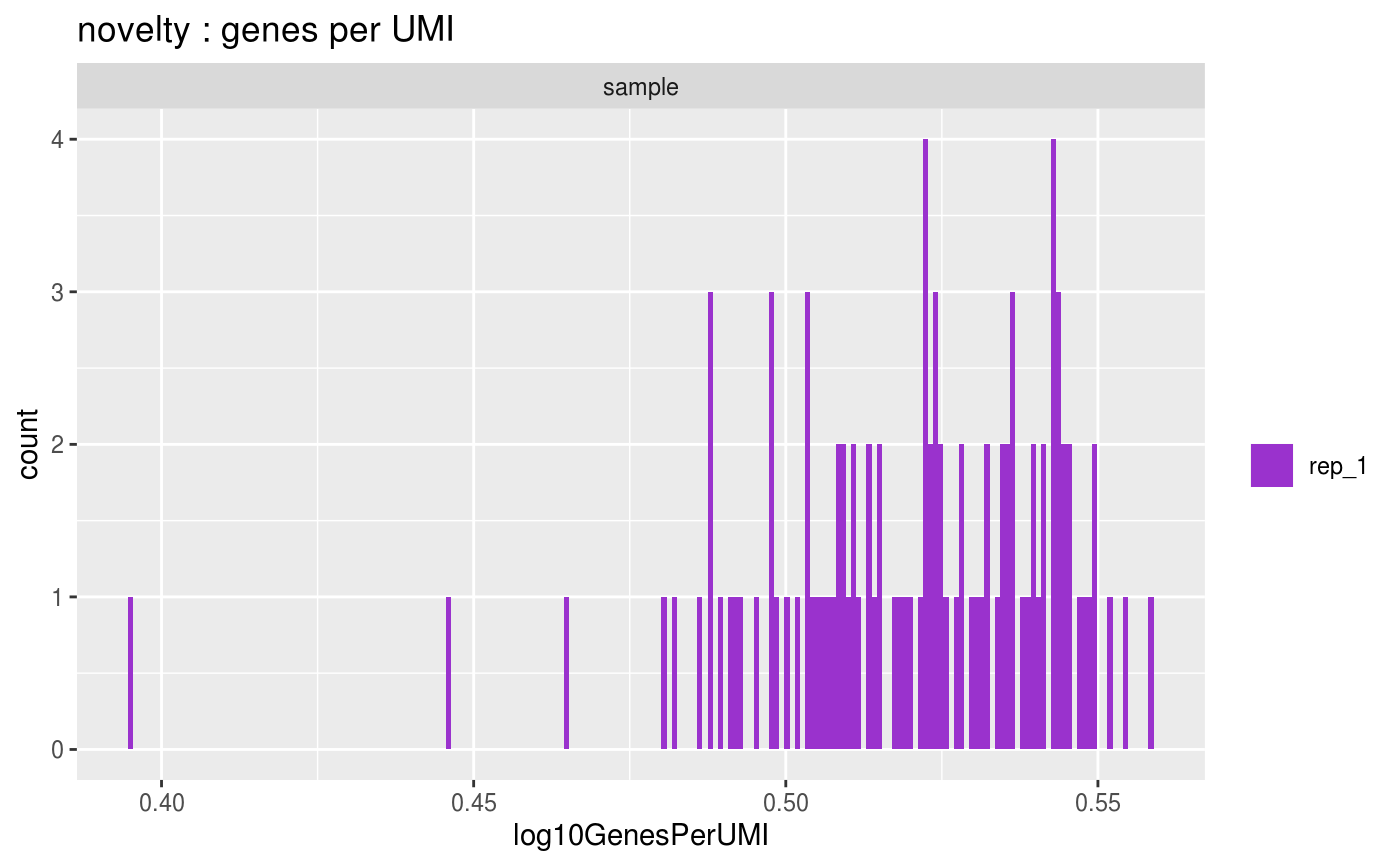 novelty : genes per UMI
sample
4
3
2
1
0
count
0.40 0.45 0.50 0.55
log10GenesPerUMI
rep_1